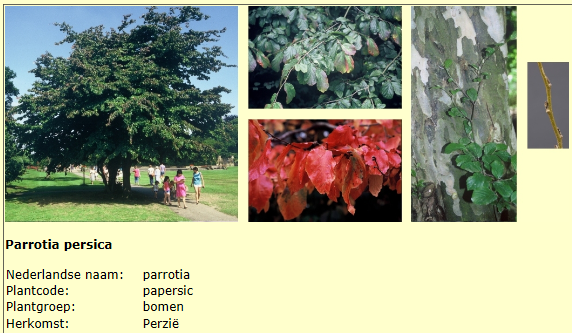 Parrotia persica
Nederlandse naam: parrotia
Plantcode: papersic
Plantgroep: bomen
Herkomst: Perzië